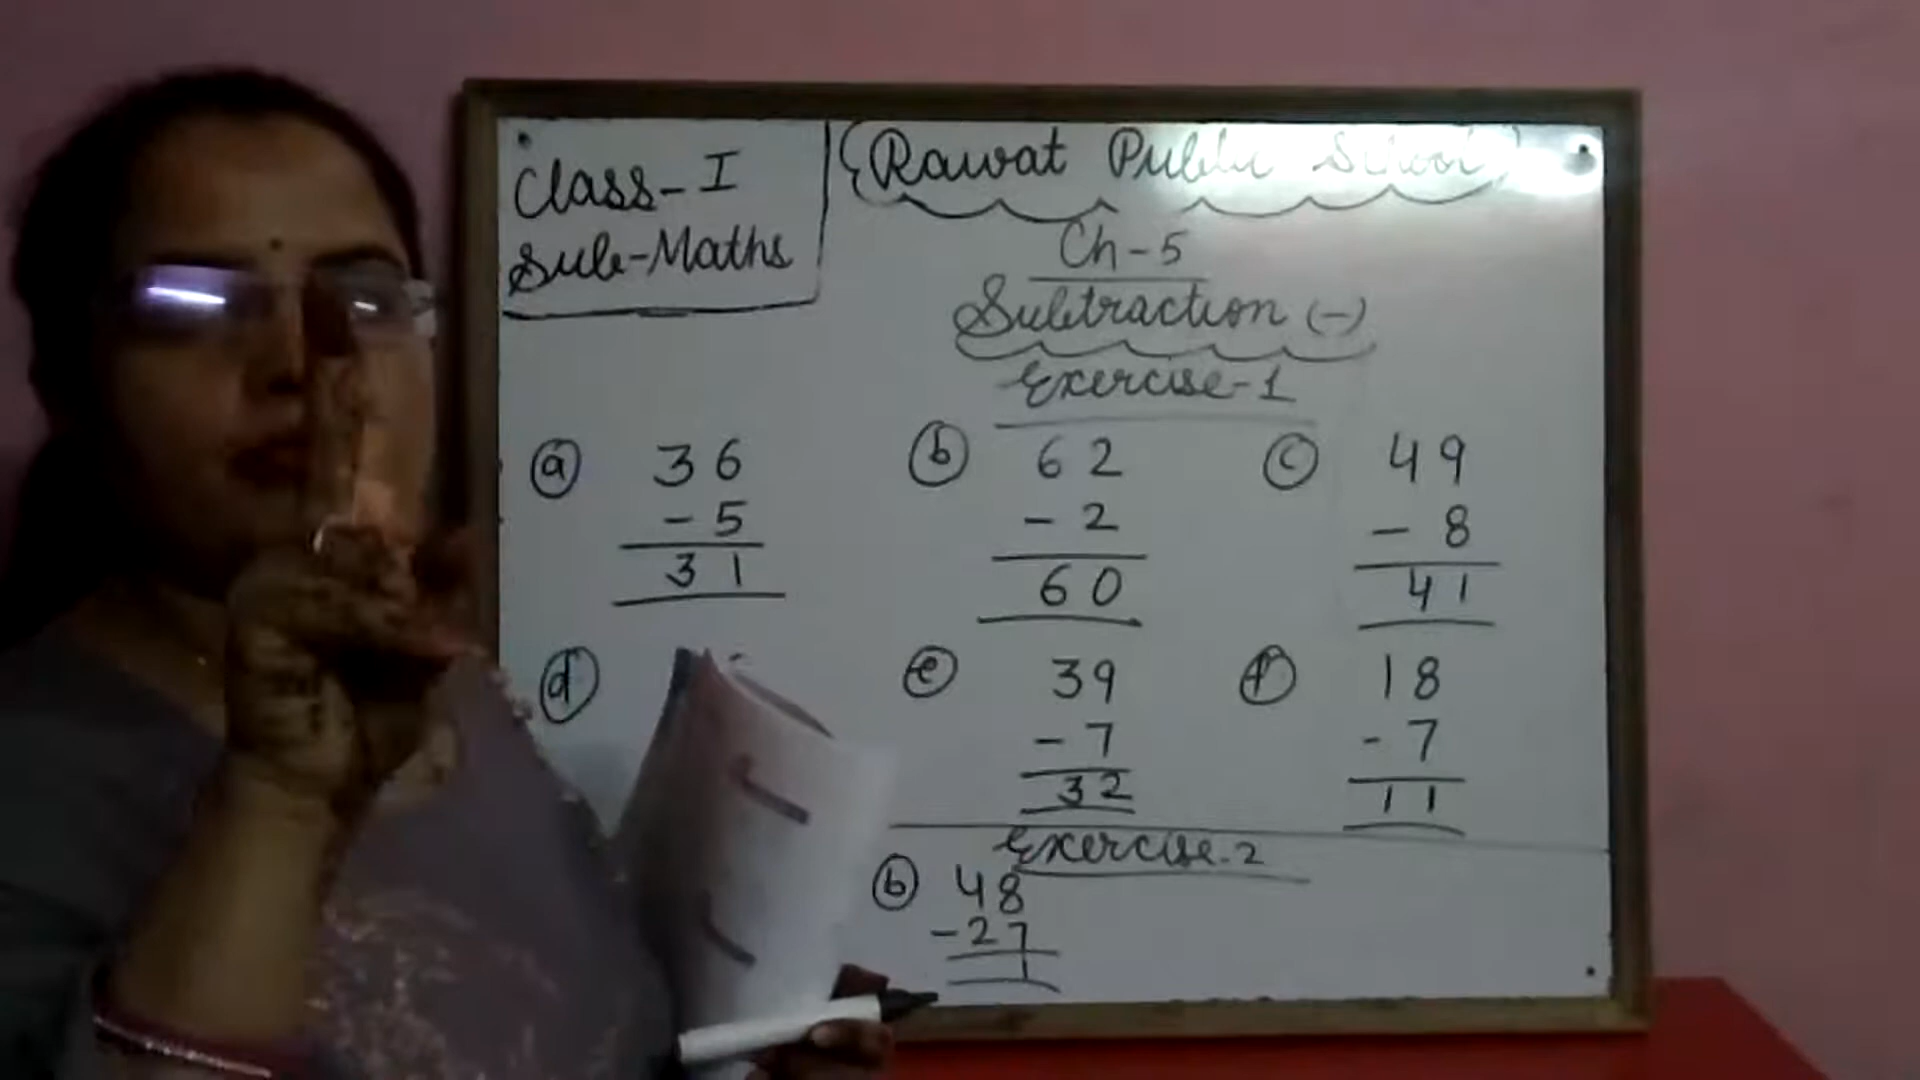 Class-I
Sub-Maths
{Rawat Public School}
Ch-5
Subtraction (-)
Exercise-1
(a) 36
- 5
31
(b) 62
- 2
60
(c) 49
- 8
41
(d)
(e) 39
- 7
32
(f) 18
- 7
11
Exercise-2
(b) 48
-27
1